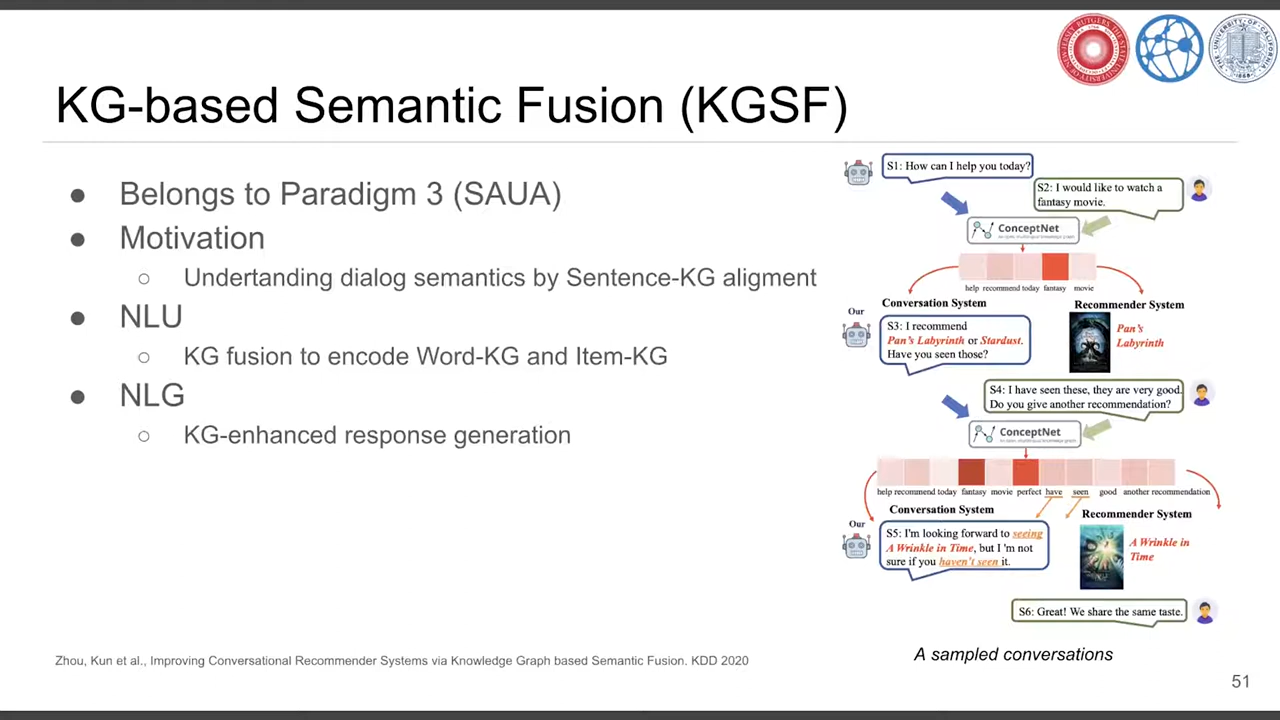 KG-based Semantic Fusion (KGSF)
● Belongs to Paradigm 3 (SAUA)
● Motivation
○ Undertanding dialog semantics by Sentence-KG aligment
● NLU
○ KG fusion to encode Word-KG and Item-KG
● NLG
○ KG-enhanced response generation
S1: How can I help you today?
S2: I would like to watch a
fantasy movie.
ConceptNet
help recommend today fantasy movie
Conversation System
Recommender System
Our
S3: I recommend
Pan's Labyrinth or Stardust.
Have you seen those?
Pan's
Labyrinth
S4: I have seen these, they are very good.
Do you give another recommendation?
ConceptNet
help recommend today fantasy movie perfect have seen good another recommendation
Conversation System
Recommender System
Our
S5: I'm looking forward to seeing
A Wrinkle in Time, but I 'm not
sure if you haven't seen it.
A Wrinkle in
Time
S6: Great! We share the same taste.
A sampled conversations
Zhou, Kun et al., Improving Conversational Recommender Systems via Knowledge Graph based Semantic Fusion. KDD 2020
51